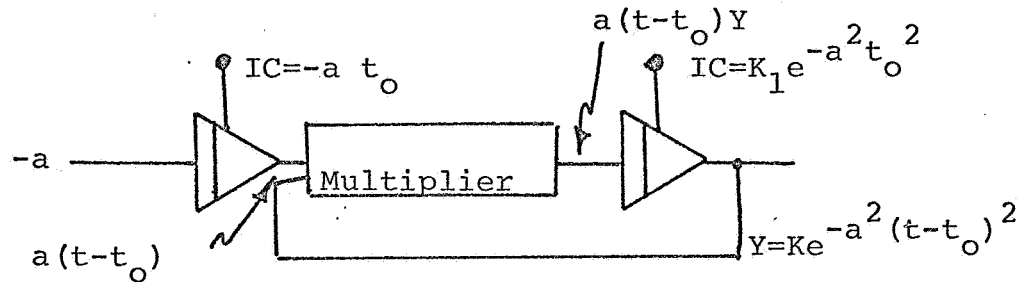 a(t-t_o)Y
IC=-a t_o
IC=K_1e^{-a^2t_o^2}
-a
Multiplier
a(t-t_o)
Y=Ke^{-a^2(t-t_o)^2}